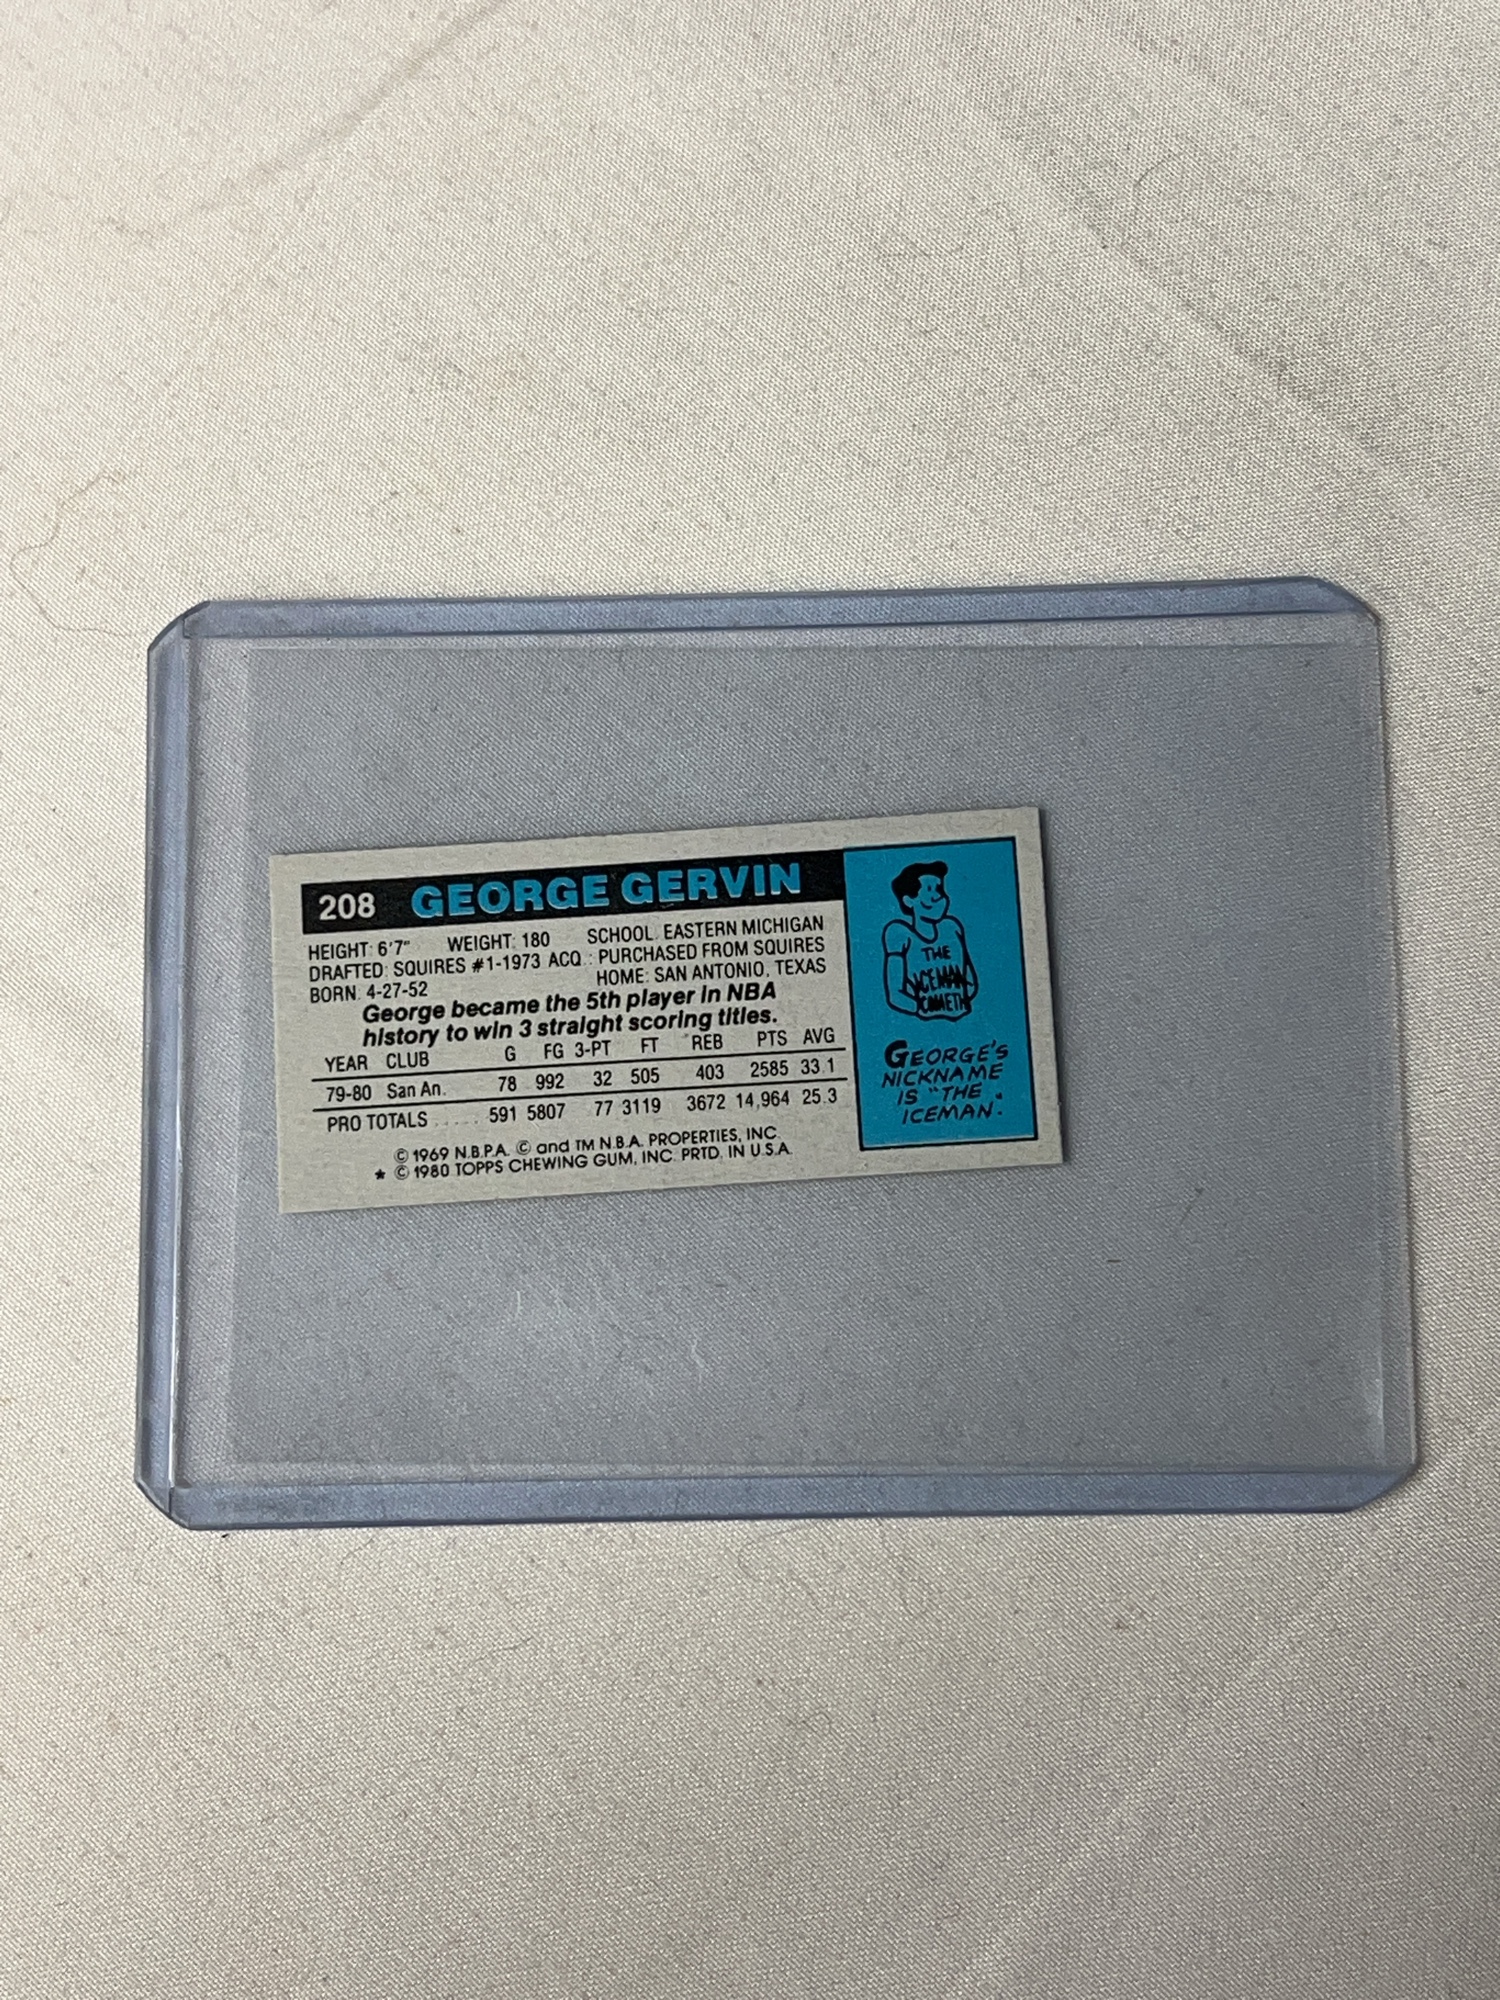 208 GEORGE GERVIN
HEIGHT: 6'7" WEIGHT: 180 SCHOOL: EASTERN MICHIGAN
DRAFTED: SQUIRES #1-1973 ACQ.: PURCHASED FROM SQUIRES
BORN: 4-27-52 HOME: SAN ANTONIO, TEXAS
George became the 5th player in NBA
history to win 3 straight scoring titles.
YEAR CLUB G FG 3-PT FT REB PTS AVG
79-80 San An. 78 992 32 505 403 2585 33.1
PRO TOTALS ..... 591 5807 77 3119 3672 14,964 25.3
© 1969 N.B.P.A. © and TM N.B.A. PROPERTIES, INC.
★ © 1980 TOPPS CHEWING GUM, INC. PRTD. IN U.S.A.
THE
ICEMAN
COMETH
GEORGE'S
NICKNAME
IS "THE
ICEMAN".